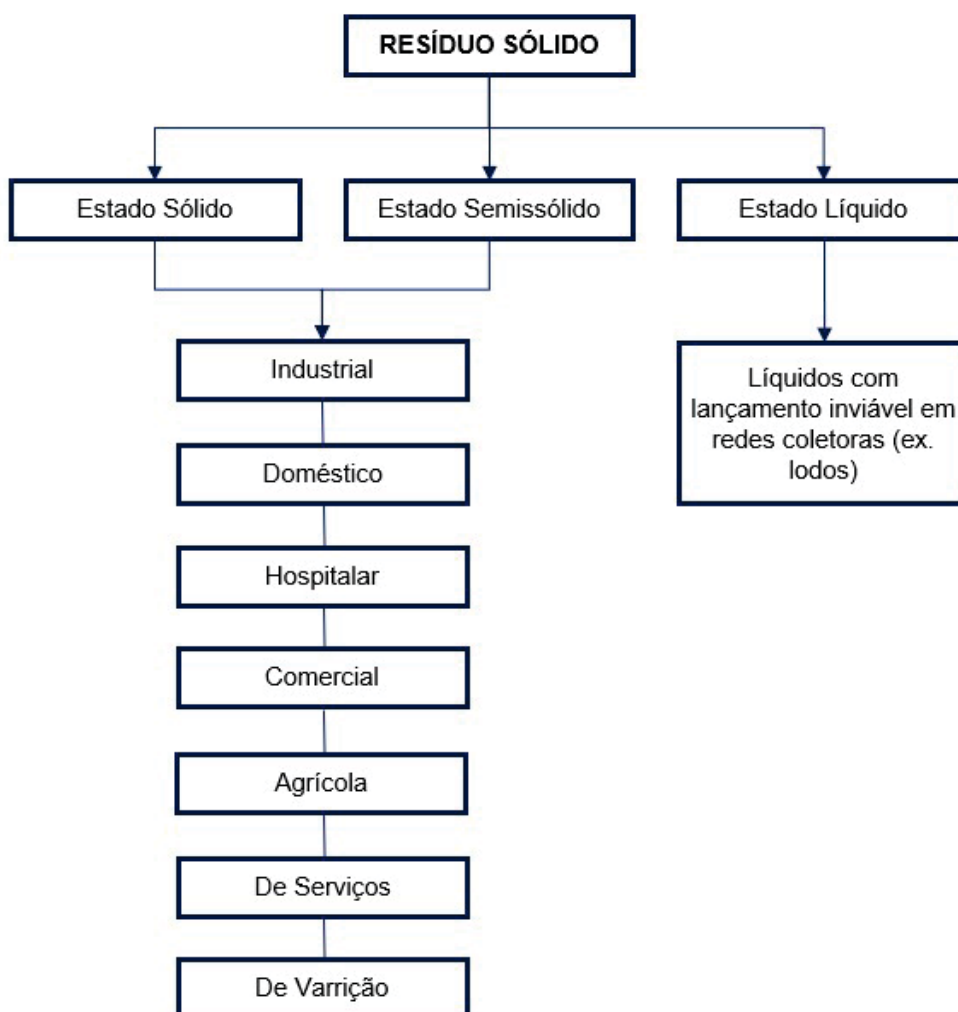 RESÍDUO SÓLIDO
Estado Sólido
Estado Semissólido
Estado Líquido
Industrial
Doméstico
Hospitalar
Comercial
Agrícola
De Serviços
De Varrição
Líquidos com
lançamento inviável em
redes coletoras (ex.
lodos)